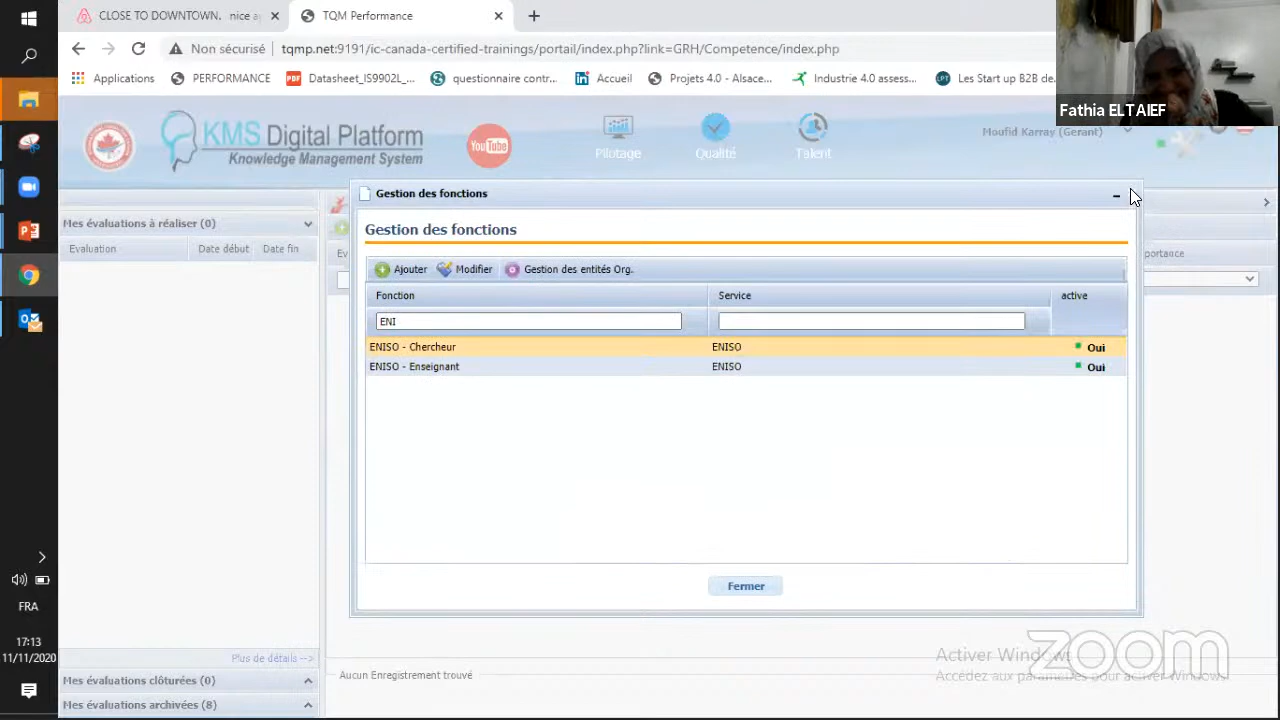 CLOSE TO DOWNTOWN. nice a
TQM Performance
Non sécurisé
tqmp.net:9191/ic-canada-certified-trainings/portail/index.php?link=GRH/Competence/index.php
Applications
PERFORMANCE
PDF
Datasheet_IS9902L_...
questionnaire contr...
Accueil
Projets 4.0 - Alsace...
Industrie 4.0 assess...
LPT
Les Start up B2B de
Fathia ELTAIEF
KMS Digital Platform
Knowledge Management System
YouTube
Pilotage
Qualité
Talent
Moufid Karray (Gerant)
Mes évaluations à réaliser (0)
Evaluation
Date début
Date fin
Ev
portance
Gestion des fonctions
Gestion des fonctions
Ajouter
Modifier
Gestion des entités Org.
Fonction
Service
active
ENI
ENISO - Chercheur
ENISO
Oui
ENISO - Enseignant
ENISO
Oui
Fermer
FRA
17:13
11/11/2020
Plus de détails -->
Mes évaluations clôturées (0)
Mes évaluations archivées (8)
Aucun Enregistrement trouvé
Activer Windows
Accédez aux paramètres pour activer Windows.
zoom